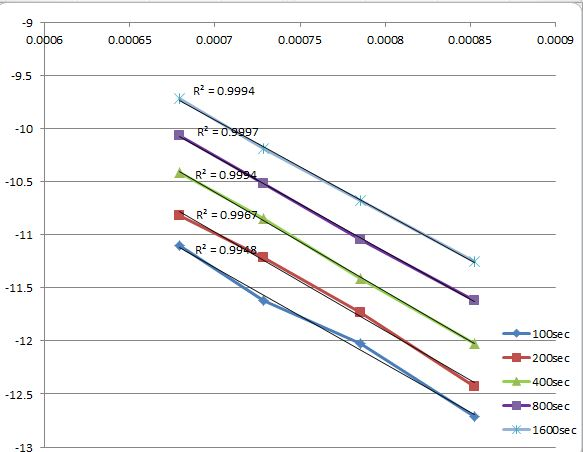 -9
0.0006 0.00065 0.0007 0.00075 0.0008 0.00085 0.0009
-9.5
R² = 0.9994
-10
R² = 0.9997
-10.5
R² = 0.9994
-11
R² = 0.9967
R² = 0.9948
-11.5
-12
100sec
200sec
-12.5
400sec
800sec
1600sec
-13